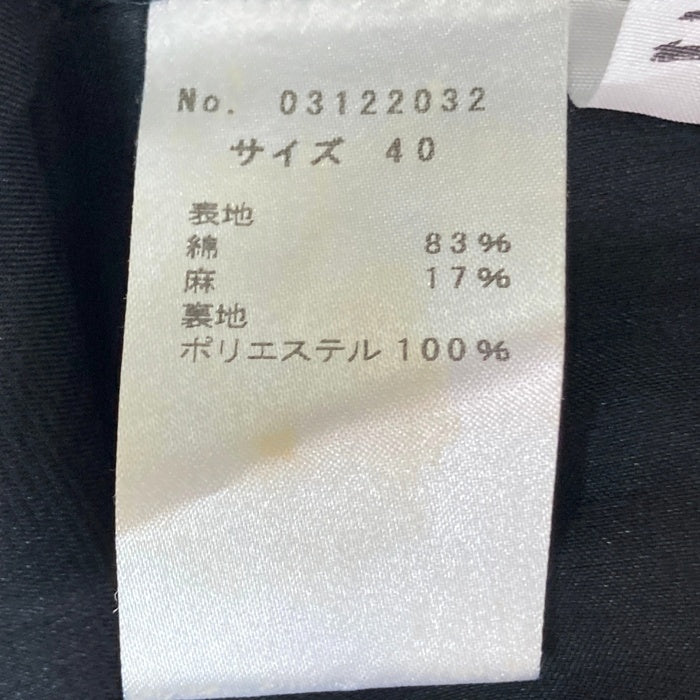 No. 03122032
サイズ 40
表地
綿 83%
麻 17%
裏地
ポリエステル 100%